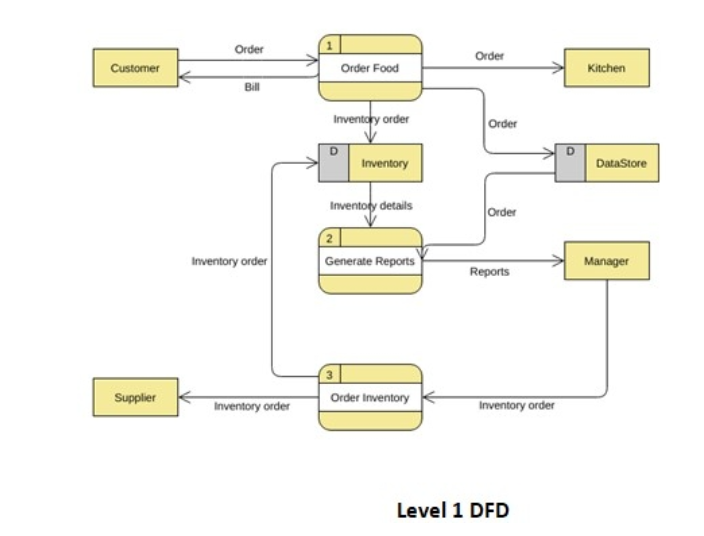 Order
1
Order
Customer
Order Food
Kitchen
Bill
Inventory order
Order
D
Inventory
D
DataStore
Inventory details
Order
2
Inventory order
Generate Reports
Manager
Reports
3
Supplier
Order Inventory
Inventory order
Inventory order
Level 1 DFD